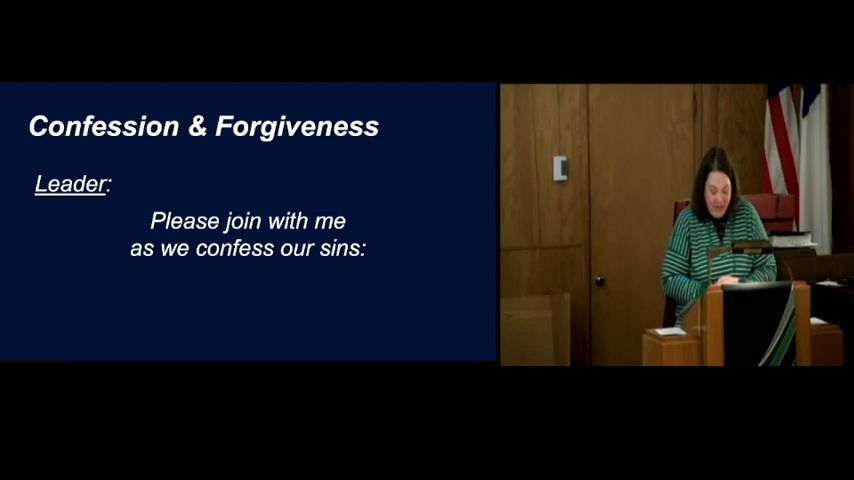 Confession & Forgiveness
Leader:
Please join with me
as we confess our sins: